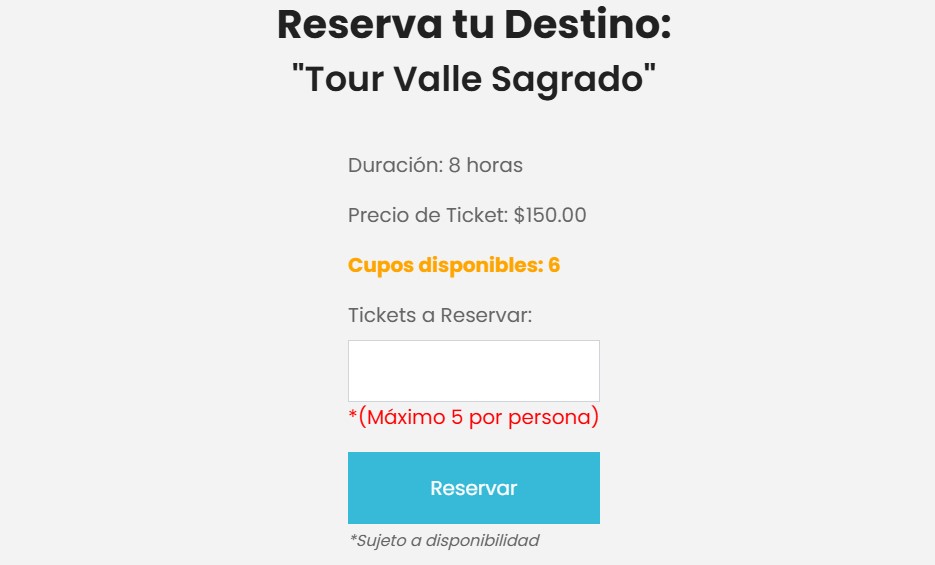 Reserva tu Destino:
"Tour Valle Sagrado"
Duración: 8 horas
Precio de Ticket: $150.00
Cupos disponibles: 6
Tickets a Reservar:
*(Máximo 5 por persona)
Reservar
*Sujeto a disponibilidad